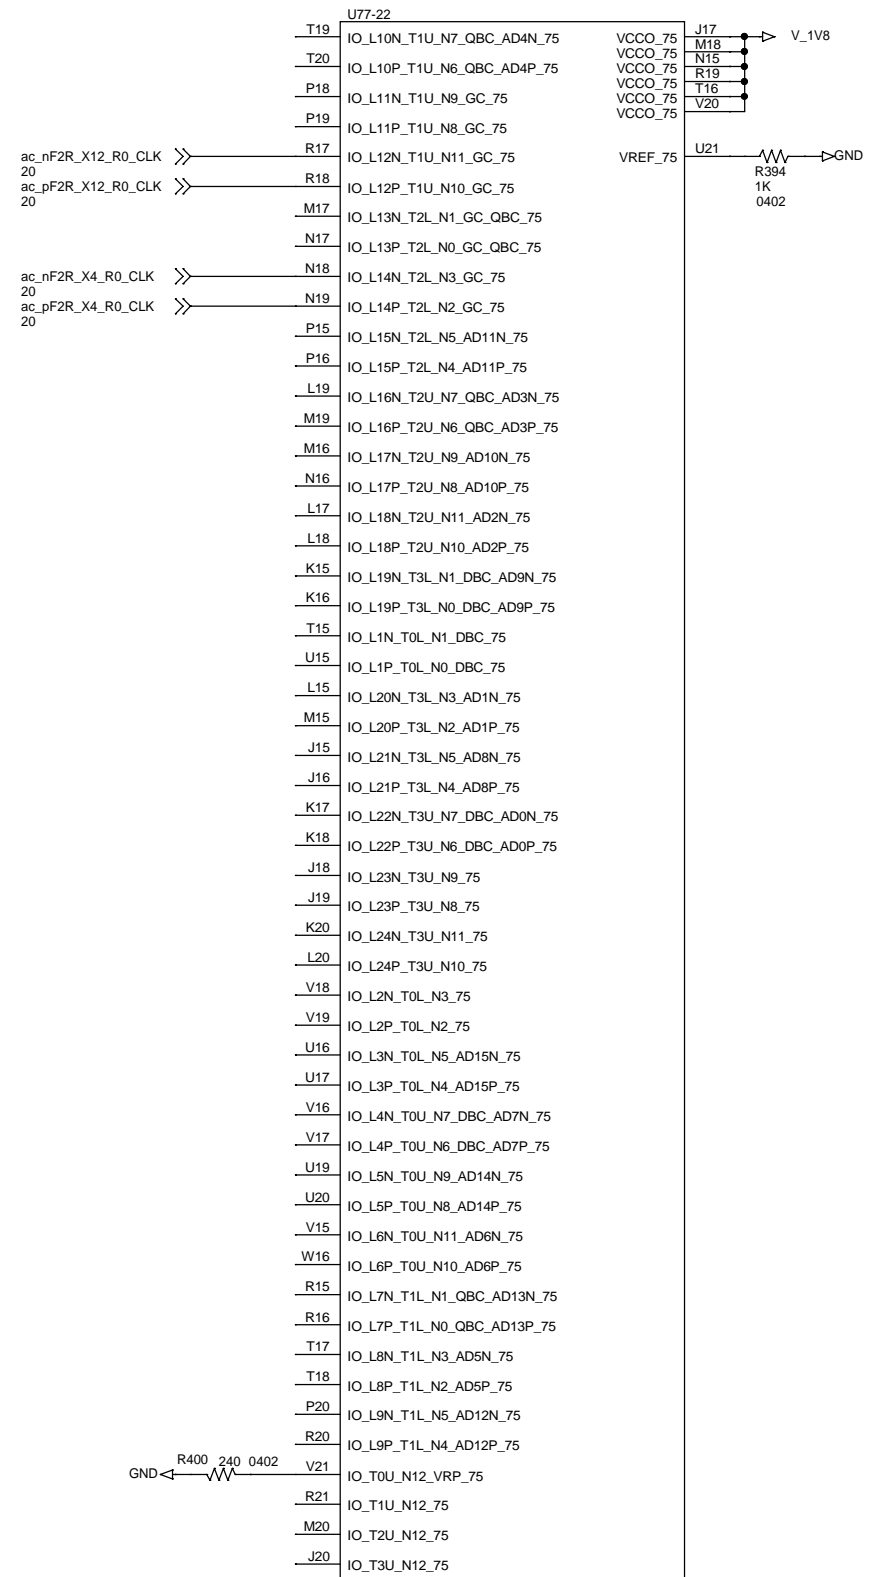 U77-22
T19 IO_L10N_T1U_N7_QBC_AD4N_75 VCCO_75 J17 V_1V8
VCCO_75 M18
T20 IO_L10P_T1U_N6_QBC_AD4P_75 VCCO_75 N15
VCCO_75 R19
P18 IO_L11N_T1U_N9_GC_75 VCCO_75 T16
VCCO_75 V20
P19 IO_L11P_T1U_N8_GC_75
ac_nF2R_X12_R0_CLK R17 IO_L12N_T1U_N11_GC_75 VREF_75 U21 GND
20 R394
ac_pF2R_X12_R0_CLK R18 IO_L12P_T1U_N10_GC_75 1K
20 0402
M17 IO_L13N_T2L_N1_GC_QBC_75
N17 IO_L13P_T2L_N0_GC_QBC_75
ac_nF2R_X4_R0_CLK N18 IO_L14N_T2L_N3_GC_75
20
ac_pF2R_X4_R0_CLK N19 IO_L14P_T2L_N2_GC_75
20
P15 IO_L15N_T2L_N5_AD11N_75
P16 IO_L15P_T2L_N4_AD11P_75
L19 IO_L16N_T2U_N7_QBC_AD3N_75
M19 IO_L16P_T2U_N6_QBC_AD3P_75
M16 IO_L17N_T2U_N9_AD10N_75
N16 IO_L17P_T2U_N8_AD10P_75
L17 IO_L18N_T2U_N11_AD2N_75
L18 IO_L18P_T2U_N10_AD2P_75
K15 IO_L19N_T3L_N1_DBC_AD9N_75
K16 IO_L19P_T3L_N0_DBC_AD9P_75
T15 IO_L1N_T0L_N1_DBC_75
U15 IO_L1P_T0L_N0_DBC_75
L15 IO_L20N_T3L_N3_AD1N_75
M15 IO_L20P_T3L_N2_AD1P_75
J15 IO_L21N_T3L_N5_AD8N_75
J16 IO_L21P_T3L_N4_AD8P_75
K17 IO_L22N_T3U_N7_DBC_AD0N_75
K18 IO_L22P_T3U_N6_DBC_AD0P_75
J18 IO_L23N_T3U_N9_75
J19 IO_L23P_T3U_N8_75
K20 IO_L24N_T3U_N11_75
L20 IO_L24P_T3U_N10_75
V18 IO_L2N_T0L_N3_75
V19 IO_L2P_T0L_N2_75
U16 IO_L3N_T0L_N5_AD15N_75
U17 IO_L3P_T0L_N4_AD15P_75
V16 IO_L4N_T0U_N7_DBC_AD7N_75
V17 IO_L4P_T0U_N6_DBC_AD7P_75
U19 IO_L5N_T0U_N9_AD14N_75
U20 IO_L5P_T0U_N8_AD14P_75
V15 IO_L6N_T0U_N11_AD6N_75
W16 IO_L6P_T0U_N10_AD6P_75
R15 IO_L7N_T1L_N1_QBC_AD13N_75
R16 IO_L7P_T1L_N0_QBC_AD13P_75
T17 IO_L8N_T1L_N3_AD5N_75
T18 IO_L8P_T1L_N2_AD5P_75
P20 IO_L9N_T1L_N5_AD12N_75
R20 IO_L9P_T1L_N4_AD12P_75
GND R400 240 0402 V21 IO_T0U_N12_VRP_75
R21 IO_T1U_N12_75
M20 IO_T2U_N12_75
J20 IO_T3U_N12_75